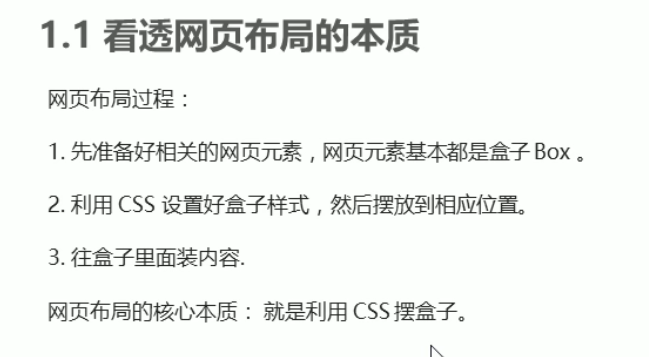 1.1 看透网页布局的本质
网页布局过程：
1. 先准备好相关的网页元素，网页元素基本都是盒子 Box 。
2. 利用 CSS 设置好盒子样式，然后摆放到相应位置。
3. 往盒子里面装内容.
网页布局的核心本质： 就是利用 CSS 摆盒子。